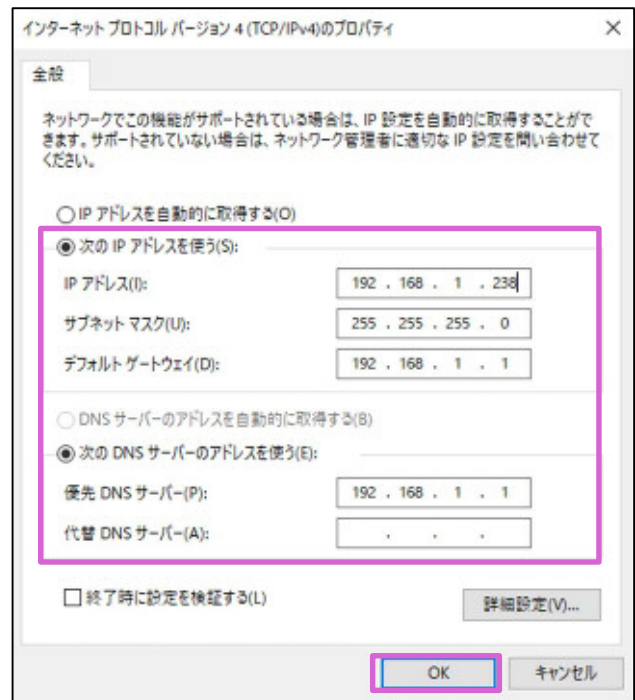 インターネット プロトコル バージョン 4 (TCP/IPv4)のプロパティ
全般
ネットワークでこの機能がサポートされている場合は、IP 設定を自動的に取得することがで
きます。サポートされていない場合は、ネットワーク管理者に適切な IP 設定を問い合わせて
ください。
IP アドレスを自動的に取得する(O)
次の IP アドレスを使う(S):
IP アドレス(I): 192 . 168 . 1 . 238
サブネット マスク(U): 255 . 255 . 255 . 0
デフォルト ゲートウェイ(D): 192 . 168 . 1 . 1
DNS サーバーのアドレスを自動的に取得する(B)
次の DNS サーバーのアドレスを使う(E):
優先 DNS サーバー(P): 192 . 168 . 1 . 1
代替 DNS サーバー(A): . . .
終了時に設定を検証する(L)
詳細設定(V)...
OK キャンセル